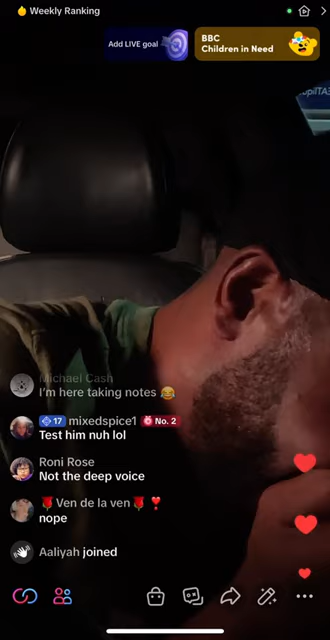 Weekly Ranking
Add LIVE goal
BBC
Children in Need
Michael Cash
I'm here taking notes 😂
17 mixedspice1 No. 2
Test him nuh lol
Roni Rose
Not the deep voice
🌹Ven de la ven🌹❣️
nope
Aaliyah joined